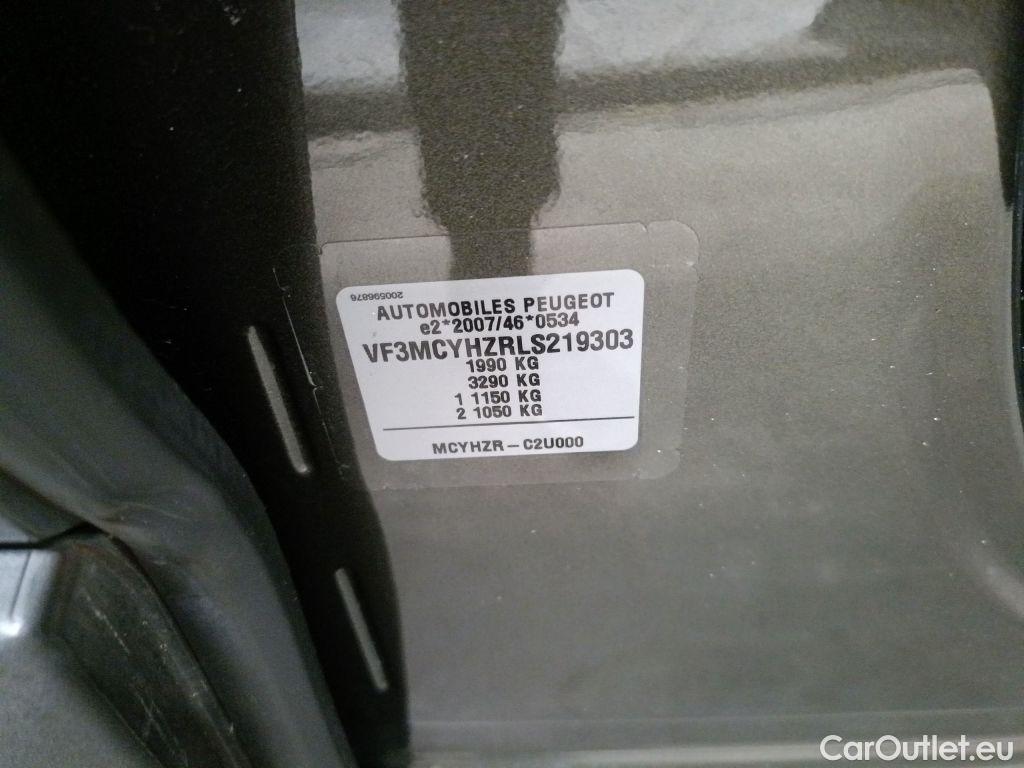 200596876
AUTOMOBILES PEUGEOT
e2*2007/46*0534
VF3MCYHZRLS219303
1990 KG
3290 KG
1 1150 KG
2 1050 KG
MCYHZR - C2U000
CarOutlet.eu